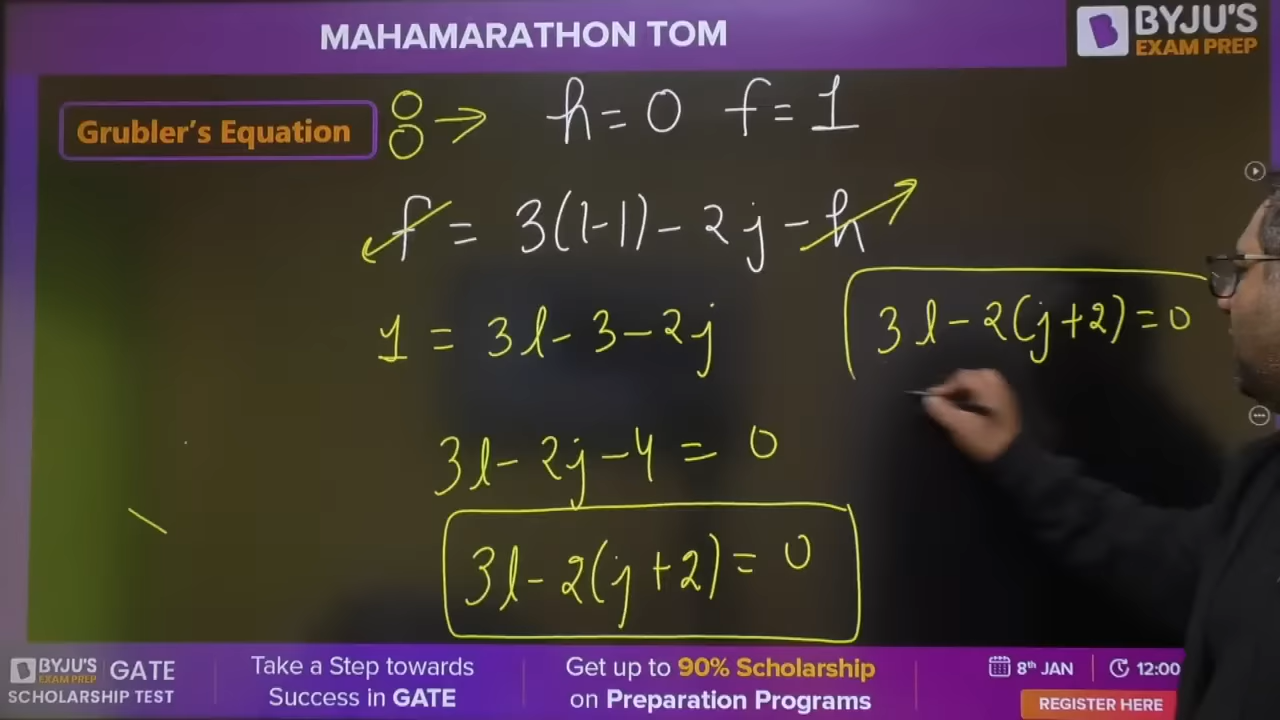 MAHAMARATHON TOM
BYJU'S
EXAM PREP
Grubler's Equation
8 → h=0 f=1
f = 3(l-1)-2j-h
1 = 3l-3-2j
3l-2(j+2)=0
3l-2j-4=0
3l-2(j+2)=0
BYJU'S
EXAM PREP
GATE
SCHOLARSHIP TEST
Take a Step towards
Success in GATE
Get up to 90% Scholarship
on Preparation Programs
8th JAN
12:00
REGISTER HERE